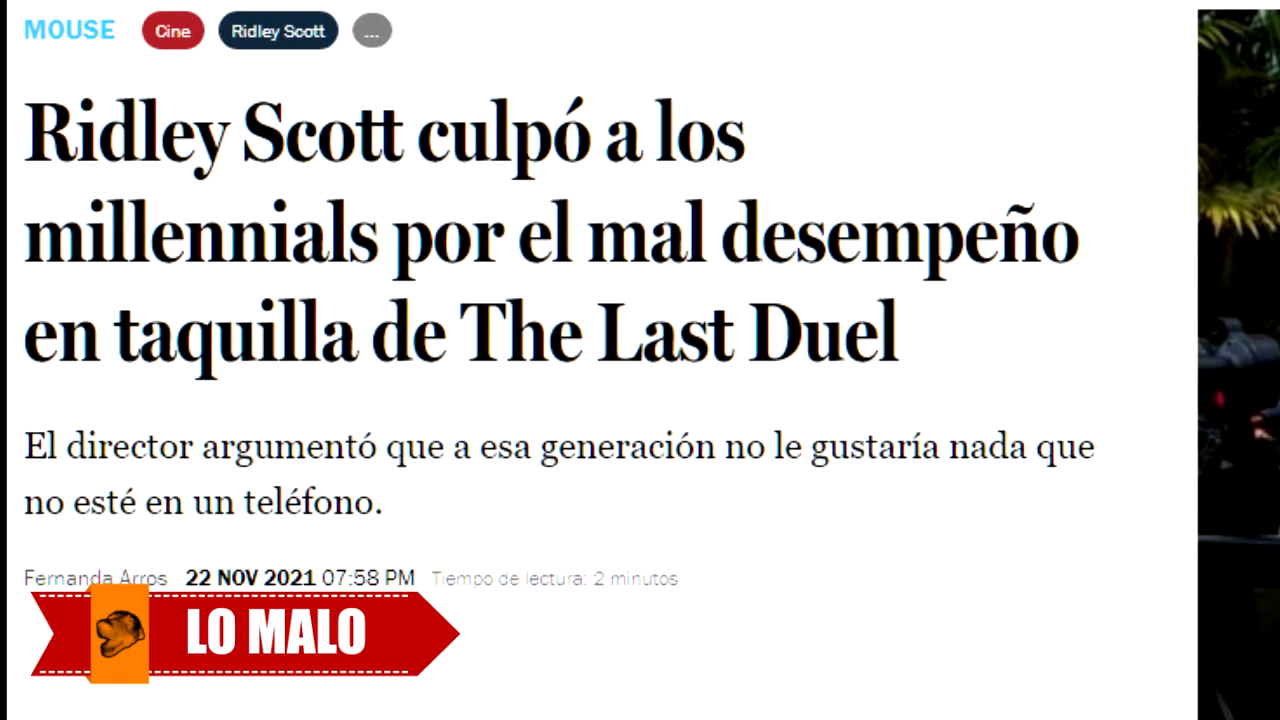 MOUSE Cine Ridley Scott ...
Ridley Scott culpó a los
millennials por el mal desempeño
en taquilla de The Last Duel
El director argumentó que a esa generación no le gustaría nada que
no esté en un teléfono.
Fernanda Arros 22 NOV 2021 07:58 PM Tiempo de lectura: 2 minutos
LO MALO